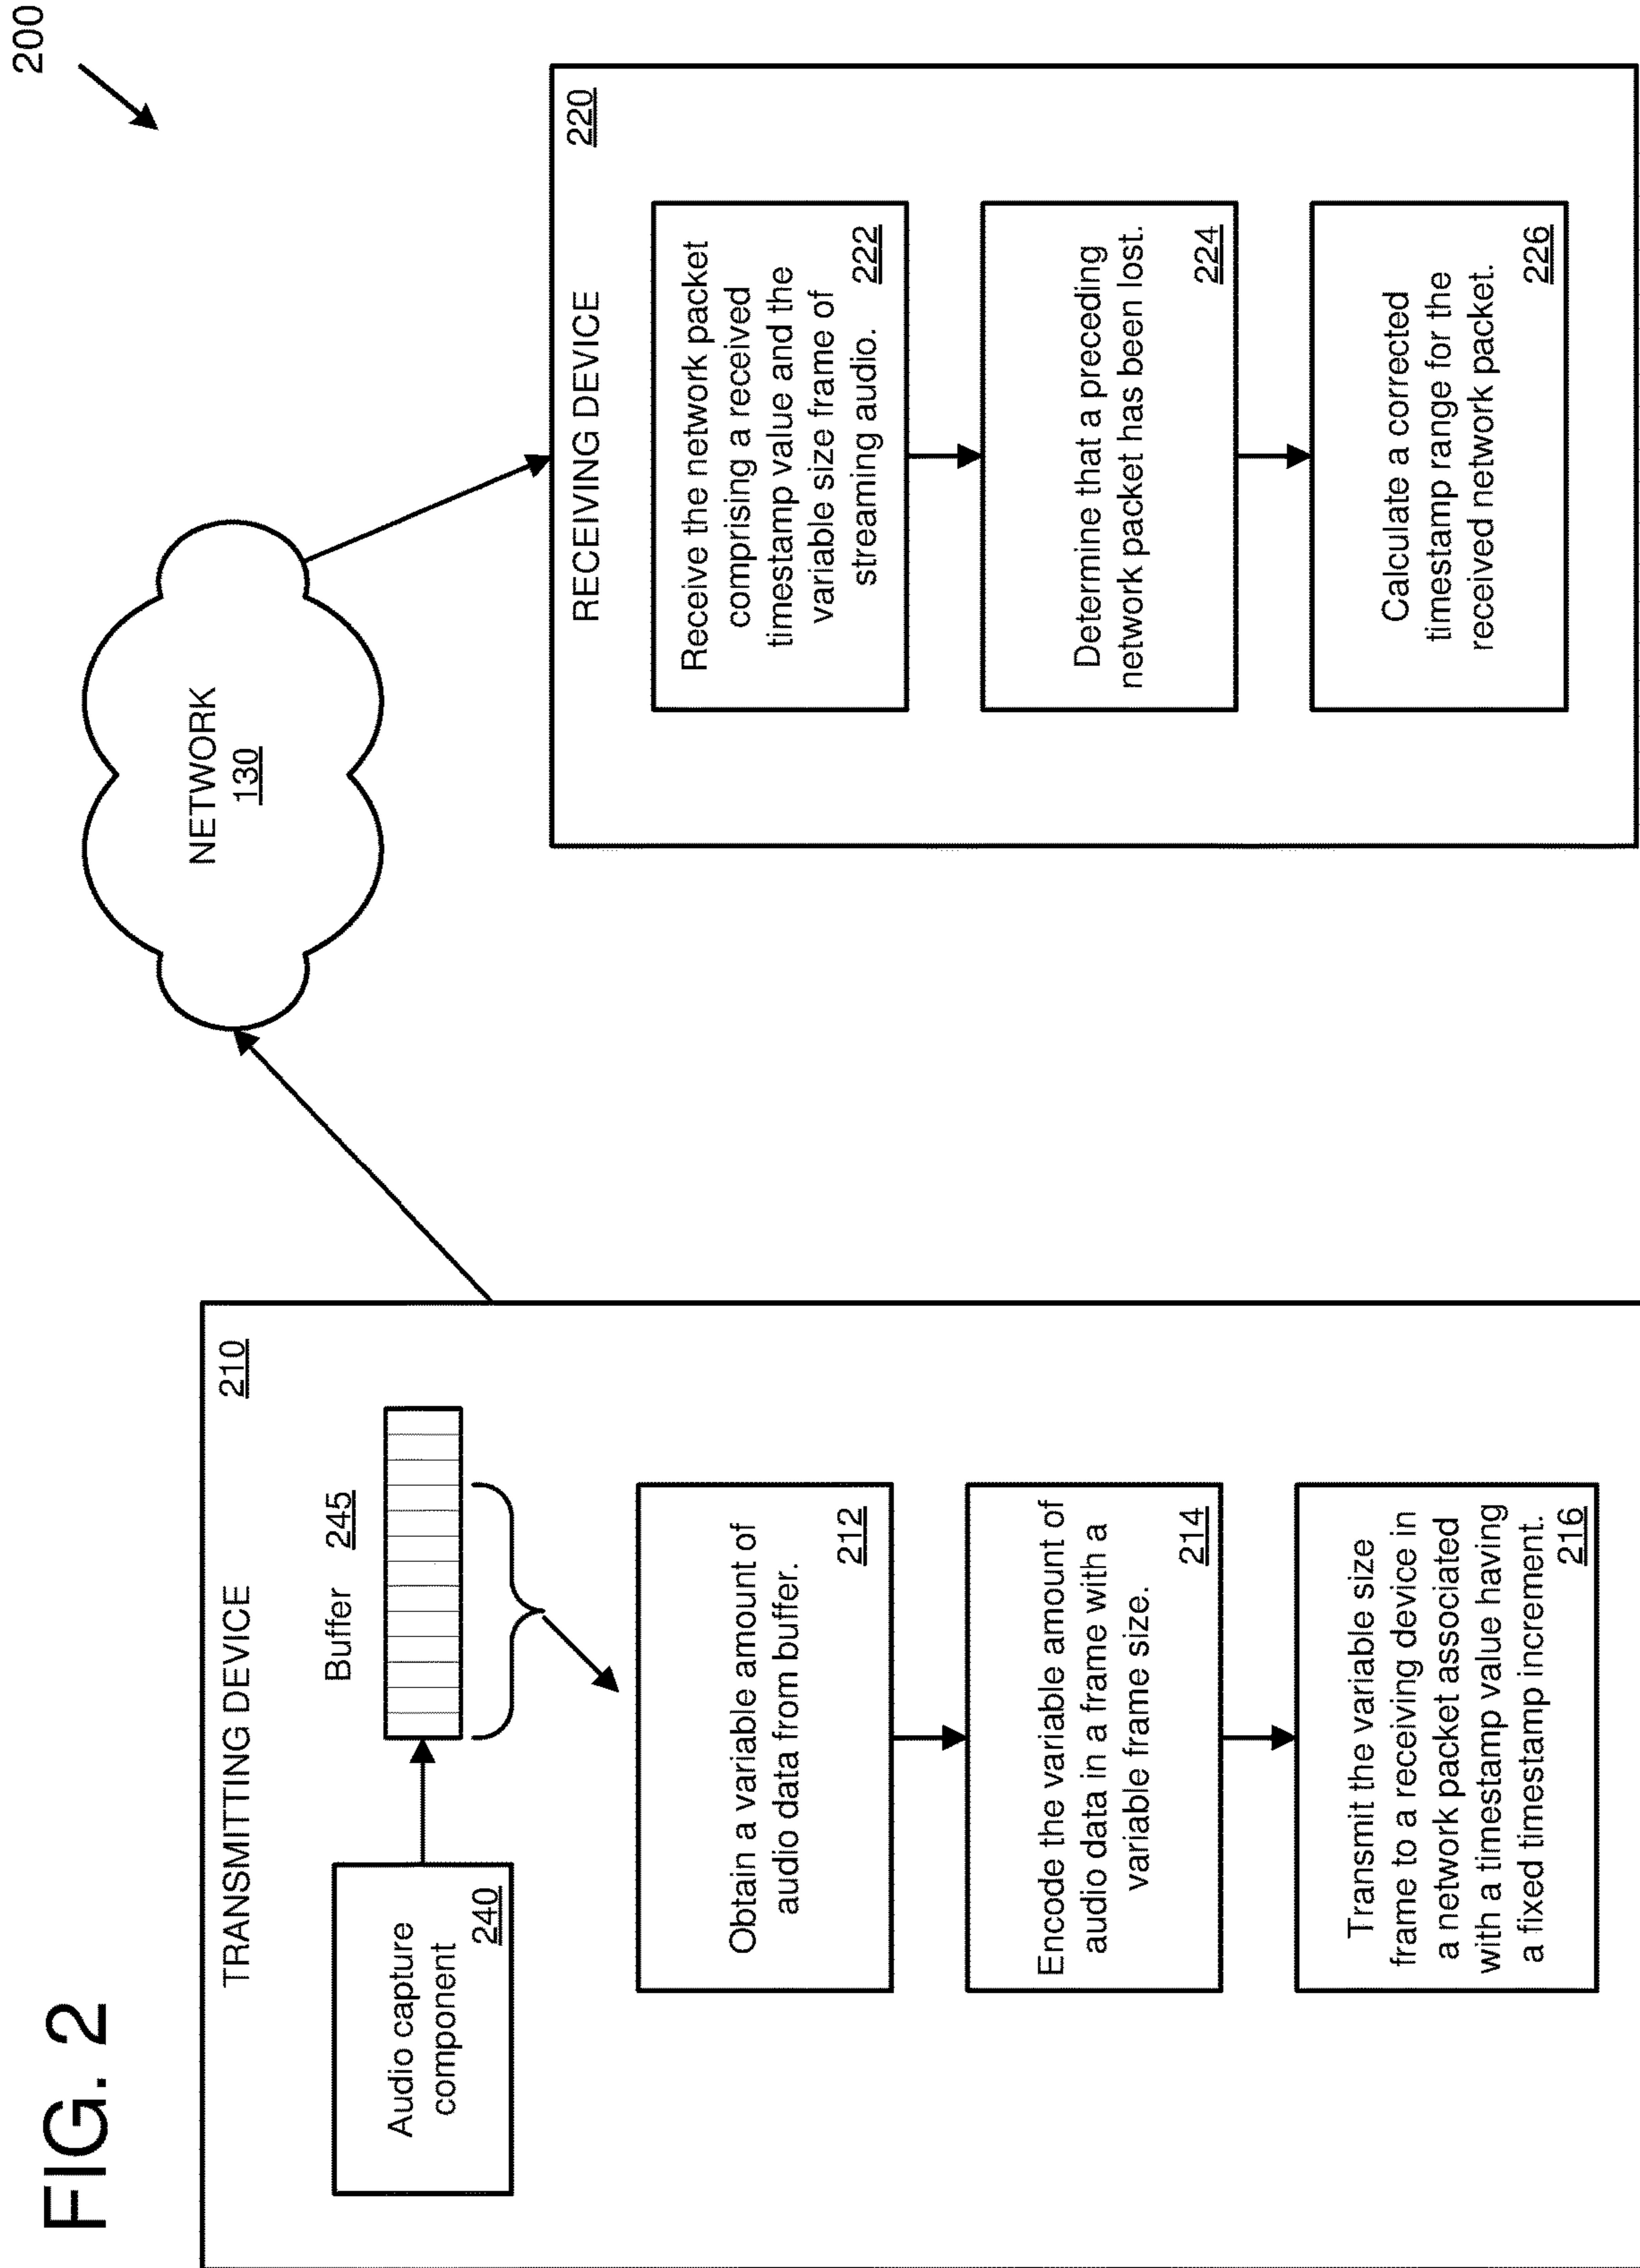 FIG. 2
200
TRANSMITTING DEVICE
210
Audio capture
component
240
Buffer 245
Obtain a variable amount of
audio data from buffer.
212
Encode the variable amount of
audio data in a frame with a
variable frame size.
214
Transmit the variable size
frame to a receiving device in
a network packet associated
with a timestamp value having
a fixed timestamp increment.
216
NETWORK
130
RECEIVING DEVICE
220
Receive the network packet
comprising a received
timestamp value and the
variable size frame of
streaming audio.
222
Determine that a preceding
network packet has been lost.
224
Calculate a corrected
timestamp range for the
received network packet.
226